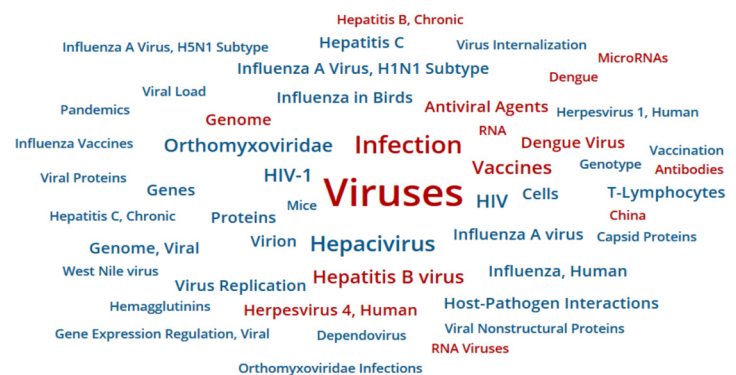 Hepatitis B, Chronic
Influenza A Virus, H5N1 Subtype
Hepatitis C
Virus Internalization
MicroRNAs
Influenza A Virus, H1N1 Subtype
Dengue
Viral Load
Influenza in Birds
Pandemics
Genome
Antiviral Agents
Herpesvirus 1, Human
RNA
Influenza Vaccines
Orthomyxoviridae
Infection
Dengue Virus
Vaccination
Viral Proteins
HIV-1
Vaccines
Genotype
Antibodies
Genes
Viruses
HIV
Cells
T-Lymphocytes
Mice
Hepatitis C, Chronic
Proteins
China
Genome, Viral
Virion
Hepacivirus
Influenza A virus
Capsid Proteins
West Nile virus
Virus Replication
Hepatitis B virus
Influenza, Human
Hemagglutinins
Herpesvirus 4, Human
Host-Pathogen Interactions
Gene Expression Regulation, Viral
Dependovirus
Viral Nonstructural Proteins
RNA Viruses
Orthomyxoviridae Infections